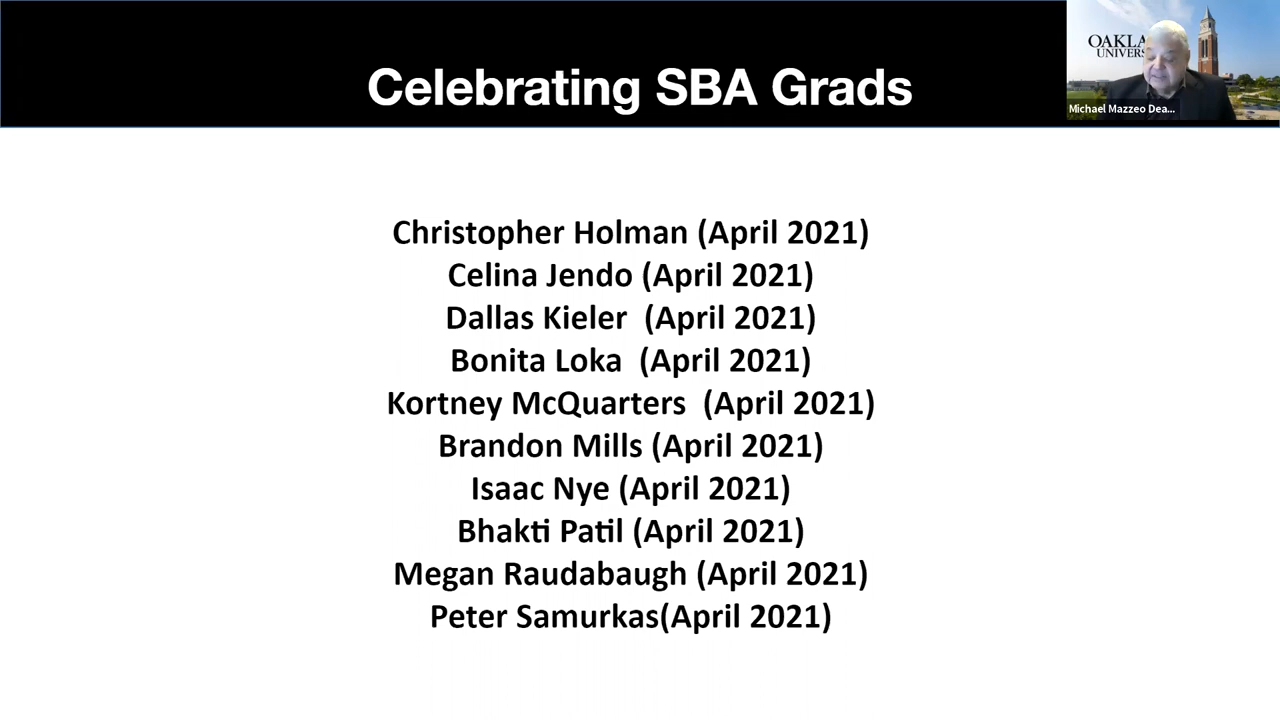 Celebrating SBA Grads
OAKLA
UNIVERS
Michael Mazzeo Dea...
Christopher Holman (April 2021)
Celina Jendo (April 2021)
Dallas Kieler (April 2021)
Bonita Loka (April 2021)
Kortney McQuarters (April 2021)
Brandon Mills (April 2021)
Isaac Nye (April 2021)
Bhakti Patil (April 2021)
Megan Raudabaugh (April 2021)
Peter Samurkas(April 2021)